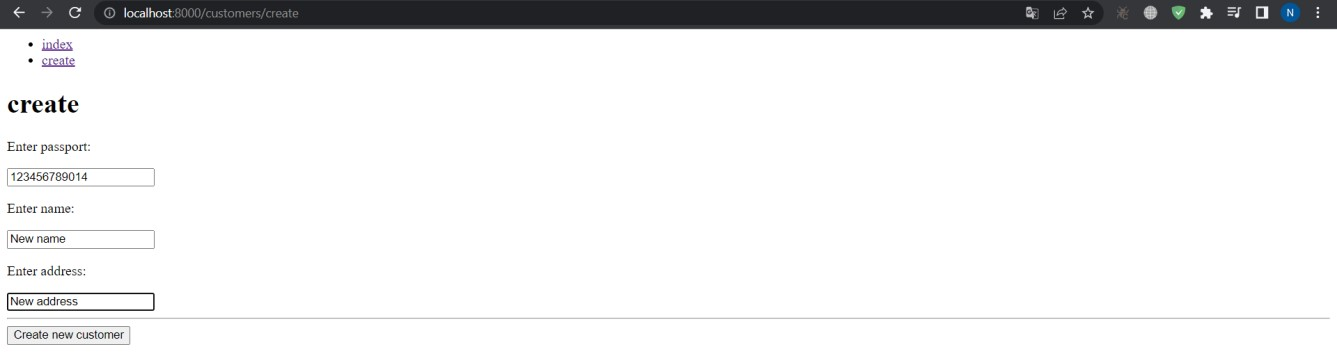 localhost:8000/customers/create
N
index
create
create
Enter passport:
123456789014
Enter name:
New name
Enter address:
New address
Create new customer